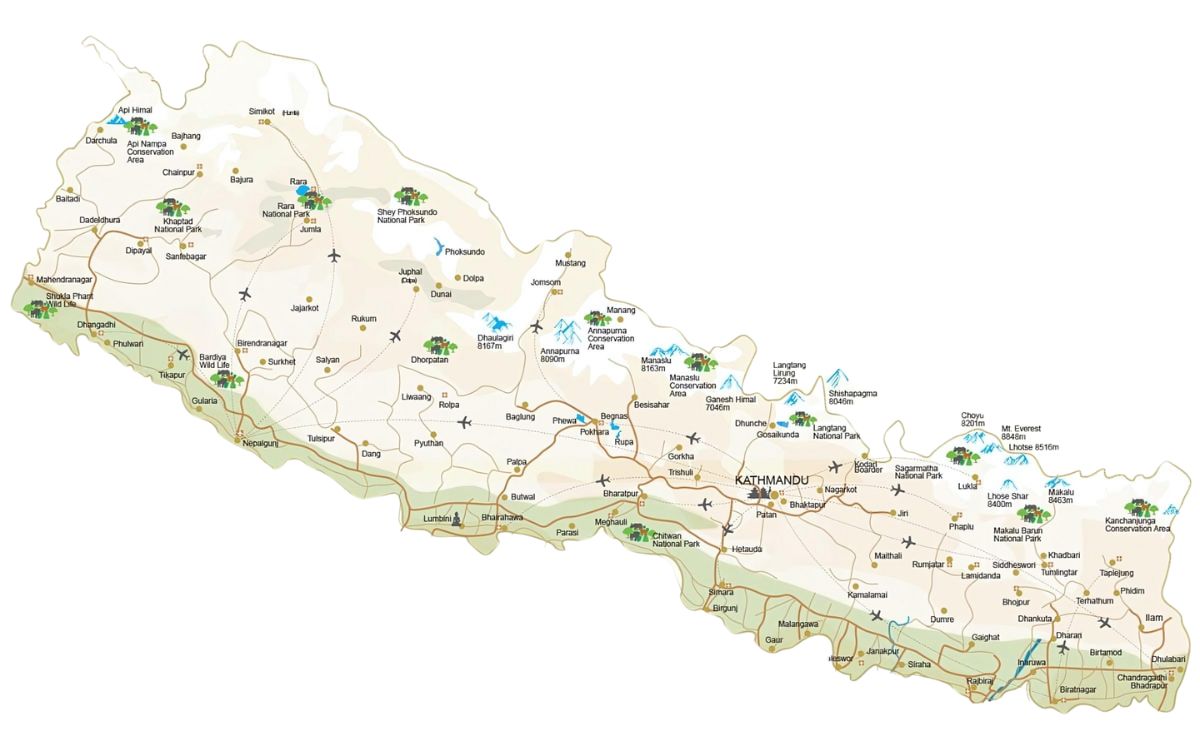 Api Himal
Darchula
Api Nampa
Conservation
Area
Bajhang
Simikot (Humla)
Chainpur
Bajura
Baitadi
Khaptad
National Park
Rara
Rara
National Park
Jumla
Shey Phoksundo
National Park
Dadeldhura
Dipayal
Sanfebagar
Phoksundo
Juphal
(Dolpa)
Dolpa
Dunai
Mustang
Jomsom
Mahendranagar
Shukla Phant
Wild Life
Jajarkot
Rukum
Dhaulagiri
8167m
Annapurna
8090m
Manang
Annapurna
Conservation
Area
Dhangadhi
Phulwari
Tikapur
Bardiya
Wild Life
Birendranagar
Surkhet
Salyan
Dhorpatan
Manaslu
8163m
Manaslu
Conservation
Area
Ganesh Himal
7046m
Langtang
Lirung
7234m
Shishapagma
8046m
Gularia
Liwaang
Rolpa
Baglung
Phewa
Pokhara
Begnas
Rupa
Besisahar
Dhunche
Gosaikunda
Langtang
National Park
Choyu
8201m
Mt. Everest
8848m
Lhotse 8516m
Nepalgunj
Tulsipur
Dang
Pyuthan
Palpa
Gorkha
Trishuli
KATHMANDU
Kodari
Boarder
Sagarmatha
National Park
Lukla
Lhose Shar
8400m
Makalu
8463m
Butwal
Bharatpur
Nagarkot
Bhaktapur
Patan
Jiri
Phaplu
Makalu Barun
National Park
Kanchanjunga
Conservation Area
Lumbini
Bhairahawa
Parasi
Meghauli
Chitwan
National Park
Hetauda
Maithali
Rumjatar
Lamidanda
Siddheswori
Khadbari
Tumlingtar
Taplejung
Simara
Birgunj
Kamalamai
Bhojpur
Terhathum
Phidim
Malangawa
Dumre
Dhankuta
Ilam
Gaur
leswor
Janakpur
Siraha
Gaighat
Dharan
Inaruwa
Birtamod
Dhulabari
Rajbiraj
Biratnagar
Chandragadhi
Bhadrapur